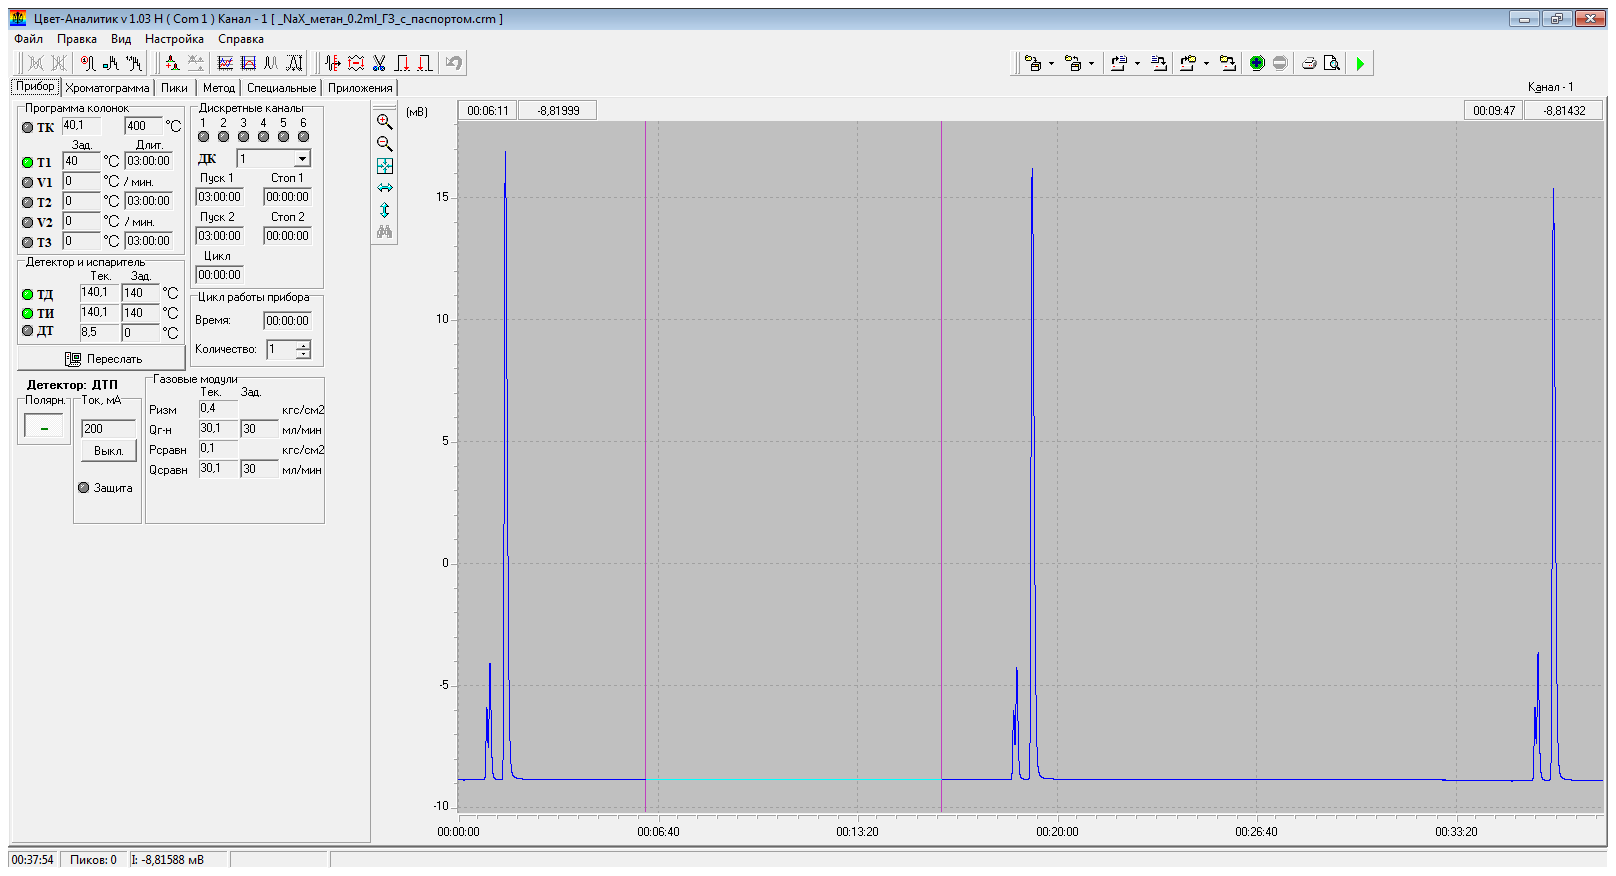 Цвет-Аналитик v 1.03 H ( Com 1 ) Канал - 1 [ _NaX_метан_0.2ml_ГЗ_с_паспортом.crm ]
Файл Правка Вид Настройка Справка
Прибор Хроматограмма Пики Метод Специальные Приложения
Канал - 1
Программа колонок
ТК 40,1 400 °C
Зад. Длит.
Т1 40 °C 03:00:00
V1 0 °C / мин.
Т2 0 °C 03:00:00
V2 0 °C / мин.
Т3 0 °C 03:00:00
Детектор и испаритель
Тек. Зад.
ТД 140,1 140 °C
ТИ 140,1 140 °C
ДТ 8,5 0 °C
Переслать
Дискретные каналы
1 2 3 4 5 6
ДК 1
Пуск 1 Стоп 1
03:00:00 00:00:00
Пуск 2 Стоп 2
03:00:00 00:00:00
Цикл
00:00:00
Цикл работы прибора
Время: 00:00:00
Количество: 1
Детектор: ДТП
Полярн.
–
Ток, мА
200
Выкл.
Защита
Газовые модули
Тек. Зад.
Pизм 0,4 кгс/см2
Qг-н 30,1 30 мл/мин
Pсравн 0,1 кгс/см2
Qсравн 30,1 30 мл/мин
(мВ)
00:06:11 -8,81999
00:09:47 -8,81432
15
10
5
0
-5
-10
00:00:00 00:06:40 00:13:20 00:20:00 00:26:40 00:33:20
00:37:54 Пиков: 0 I: -8,81588 мВ